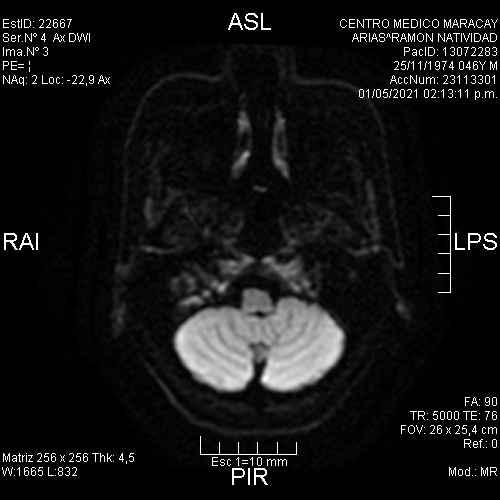 EstID: 22667
Ser.Nº 4 Ax DWI
Ima.Nº 3
PE= ¦
NAq: 2 Loc: -22,9 Ax
ASL
CENTRO MEDICO MARACAY
ARIAS^RAMON NATIVIDAD
PacID: 13072283
25/11/1974 046Y M
AccNum: 23113301
01/05/2021 02:13:11 p.m.
RAI
LPS
Matriz 256 x 256 Thk: 4,5
W:1665 L:832
Esc 1=10 mm
PIR
FA: 90
TR: 5000 TE: 76
FOV: 26 x 25,4 cm
Ref.: 0
Mod.: MR